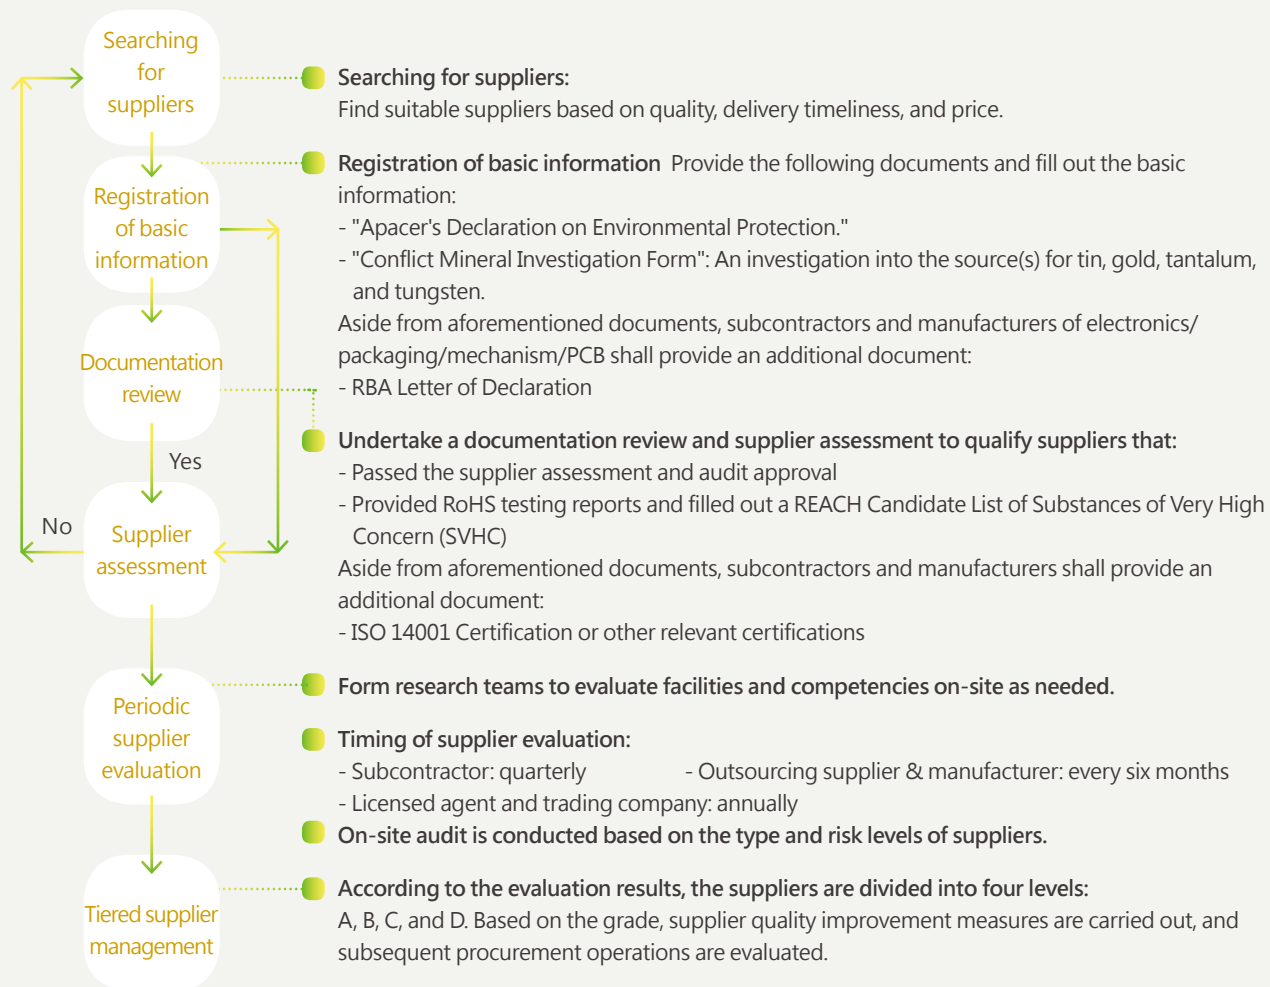 Searching
for
suppliers
Searching for suppliers:
Find suitable suppliers based on quality, delivery timeliness, and price.
Registration
of basic
information
Registration of basic information  Provide the following documents and fill out the basic
information:
- "Apacer's Declaration on Environmental Protection."
- "Conflict Mineral Investigation Form": An investigation into the source(s) for tin, gold, tantalum,
and tungsten.
Aside from aforementioned documents, subcontractors and manufacturers of electronics/
packaging/mechanism/PCB shall provide an additional document:
- RBA Letter of Declaration
Documentation
review
Yes
No
Supplier
assessment
Undertake a documentation review and supplier assessment to qualify suppliers that:
- Passed the supplier assessment and audit approval
- Provided RoHS testing reports and filled out a REACH Candidate List of Substances of Very High
Concern (SVHC)
Aside from aforementioned documents, subcontractors and manufacturers shall provide an
additional document:
- ISO 14001 Certification or other relevant certifications
Periodic
supplier
evaluation
Form research teams to evaluate facilities and competencies on-site as needed.
Timing of supplier evaluation:
- Subcontractor: quarterly - Outsourcing supplier & manufacturer: every six months
- Licensed agent and trading company: annually
On-site audit is conducted based on the type and risk levels of suppliers.
Tiered supplier
management
According to the evaluation results, the suppliers are divided into four levels:
A, B, C, and D. Based on the grade, supplier quality improvement measures are carried out, and
subsequent procurement operations are evaluated.